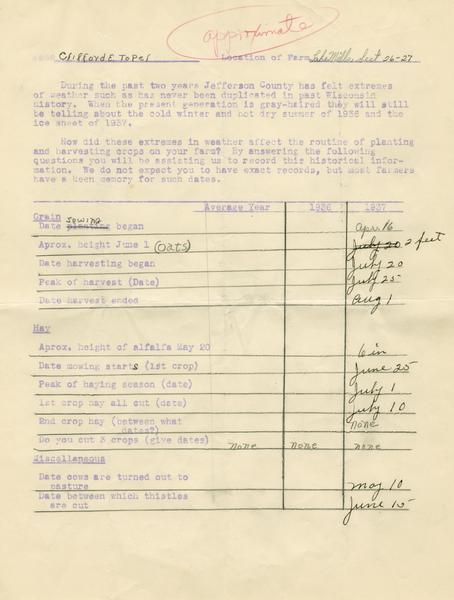 approximate
Clifford E. Topel Location of Farm Lake Mills, Sect 26-27
During the past two years Jefferson County has felt extremes
of weather such as has never been duplicated in past Wisconsin
history. When the present generation is gray-haired they will still
be telling about the cold winter and hot dry summer of 1936 and the
ice sheet of 1937.
How did these extremes in weather affect the routine of planting
and harvesting crops on your farm? By answering the following
questions you will be assisting us to record this historical infor-
mation. We do not expect you to have exact records, but most farmers
have a keen memory for such dates.
Average Year 1936 1937
Grain
sowing
Date planting began Apr. 16
Aprox. height June 1 (oats) July 20 2 feet
Date harvesting began July 20
Peak of harvest (Date) July 25
Date harvest ended Aug 1
Hay
Aprox. height of alfalfa May 20 6 in
Date mowing starts (1st crop) June 25
Peak of haying season (date) July 1
1st crop hay all cut (date) July 10
2nd crop hay (between what none
dates?)
Do you cut 3 crops (give dates) none none none
Miscellaneous
Date cows are turned out to
pasture may 10
Date between which thistles
are cut June 15